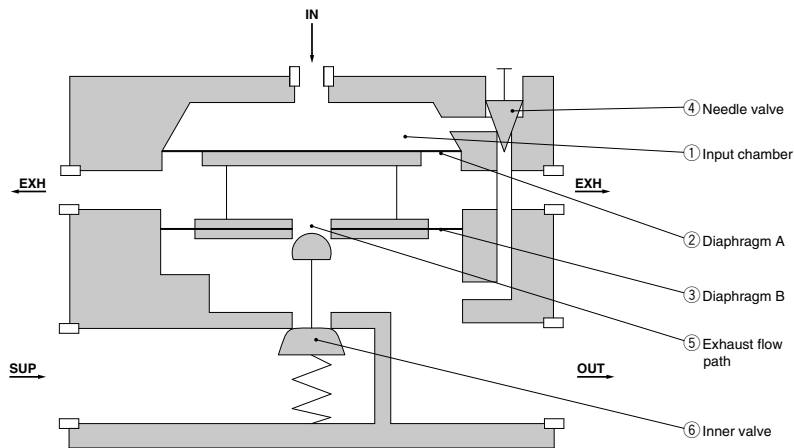 IN
④ Needle valve
① Input chamber
EXH
EXH
② Diaphragm A
③ Diaphragm B
⑤ Exhaust flow
path
SUP
OUT
⑥ Inner valve